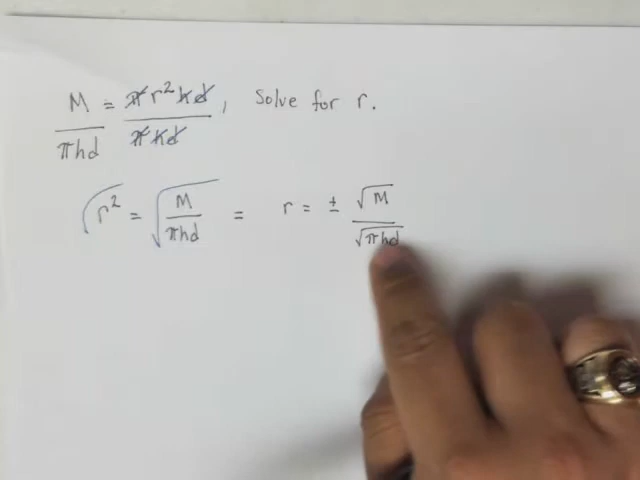 M/πhd = πr²hd/πhd, Solve for r.
√r² = √M/πhd = r = ± √M/√πhd